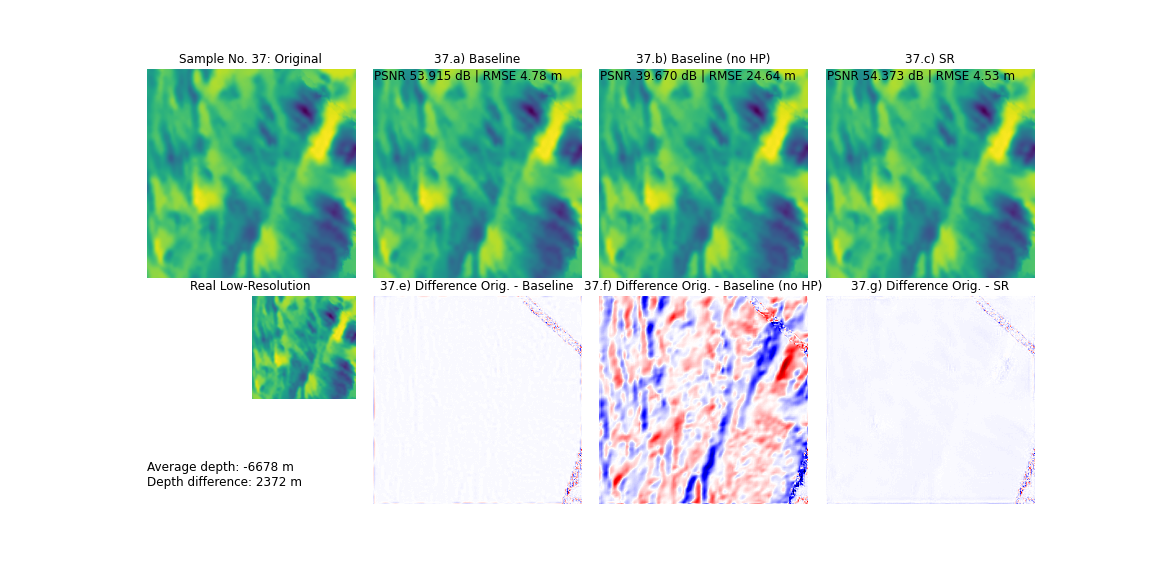 Sample No. 37: Original
37.a) Baseline
37.b) Baseline (no HP)
37.c) SR
PSNR 53.915 dB | RMSE 4.78 m
PSNR 39.670 dB | RMSE 24.64 m
PSNR 54.373 dB | RMSE 4.53 m
Real Low-Resolution
37.e) Difference Orig. - Baseline
37.f) Difference Orig. - Baseline (no HP)
37.g) Difference Orig. - SR
Average depth: -6678 m
Depth difference: 2372 m